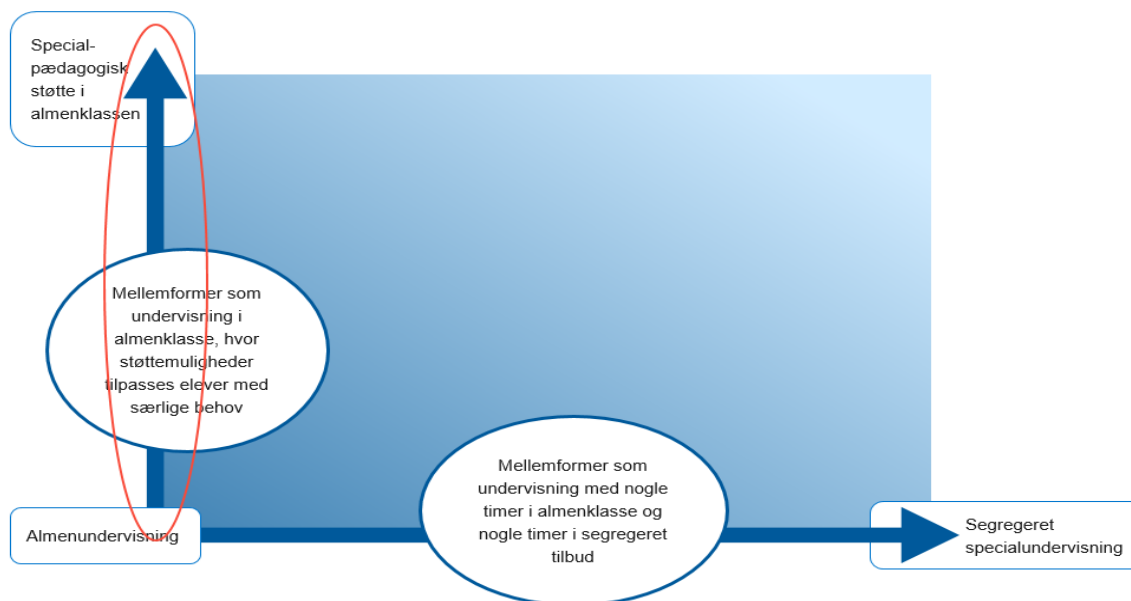 Special-
pædagogisk
støtte i
almenklassen
Mellemformer som
undervisning i
almenklasse, hvor
støttemuligheder
tilpasses elever med
særlige behov
Mellemformer som
undervisning med nogle
timer i almenklasse og
nogle timer i segregeret
tilbud
Almenundervisning
Segregeret
specialundervisning